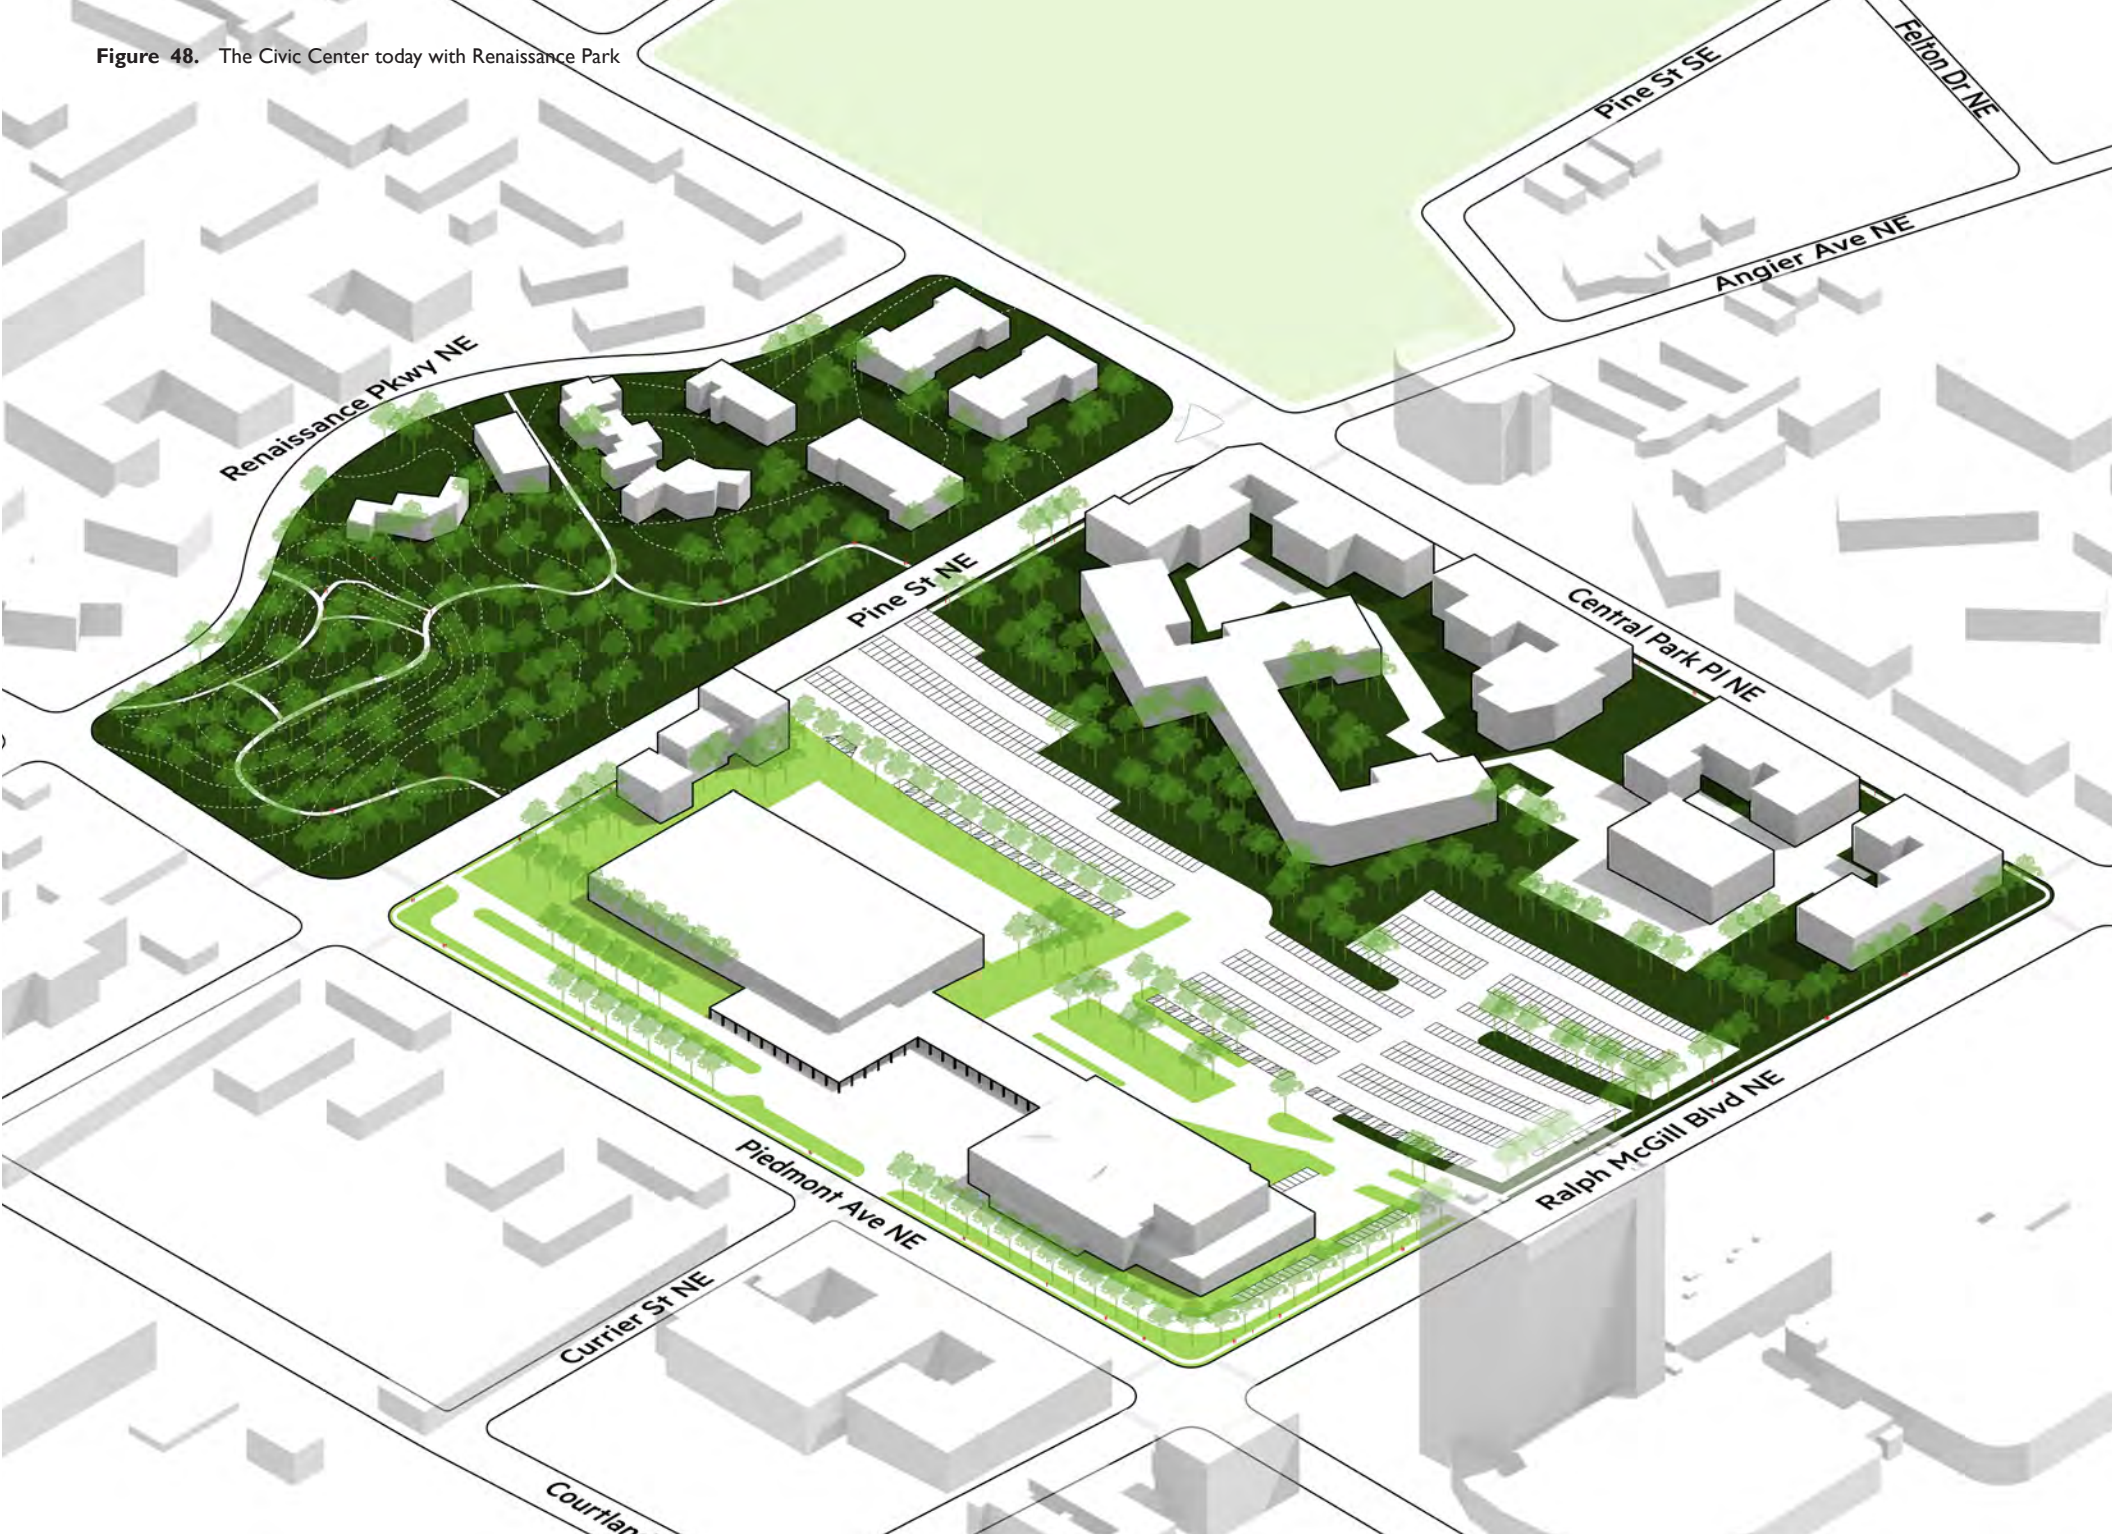 Figure 48. The Civic Center today with Renaissance Park
Felton Dr NE
Pine St SE
Angier Ave NE
Renaissance Pkwy NE
Pine St NE
Central Park Pl NE
Ralph McGill Blvd NE
Piedmont Ave NE
Currier St NE
Courtlan